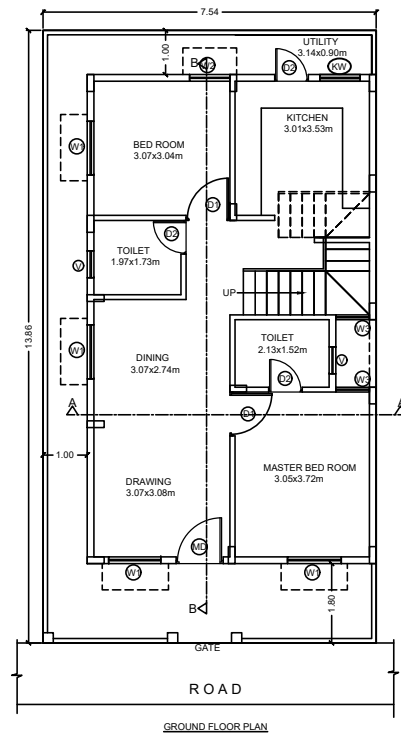 7.54
UTILITY
3.14x0.90m
1.00
B
W2
D2
KW
KITCHEN
3.01x3.53m
BED ROOM
3.07x3.04m
W1
D1
D2
TOILET
1.97x1.73m
V
UP
13.86
W1
TOILET
2.13x1.52m
W3
V
W3
DINING
3.07x2.74m
D2
A
D1
A
1.00
MASTER BED ROOM
3.05x3.72m
DRAWING
3.07x3.08m
MD
W1
W1
1.80
B
GATE
ROAD
GROUND FLOOR PLAN